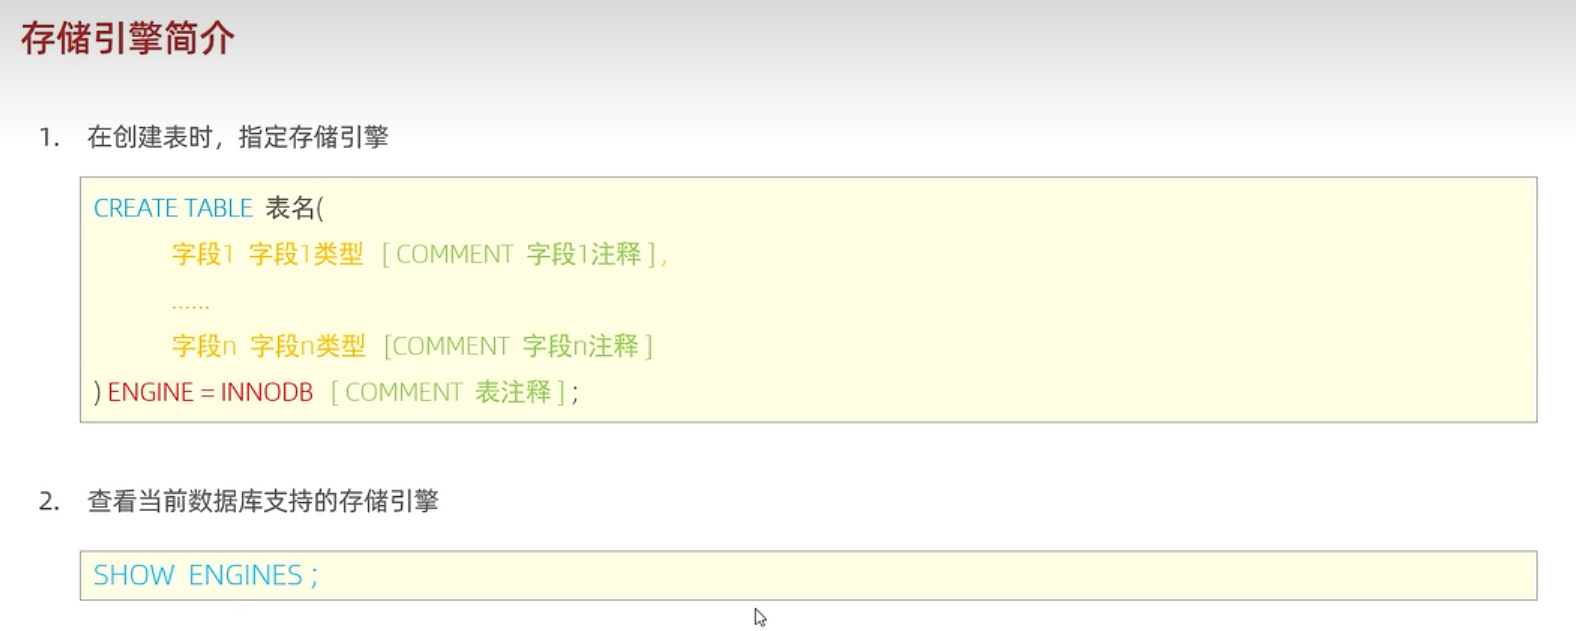 存储引擎简介
1. 在创建表时，指定存储引擎
CREATE TABLE 表名(
字段1 字段1类型 [ COMMENT 字段1注释 ] ,
......
字段n 字段n类型 [COMMENT 字段n注释 ]
) ENGINE = INNODB [ COMMENT 表注释 ] ;
2. 查看当前数据库支持的存储引擎
SHOW ENGINES ;